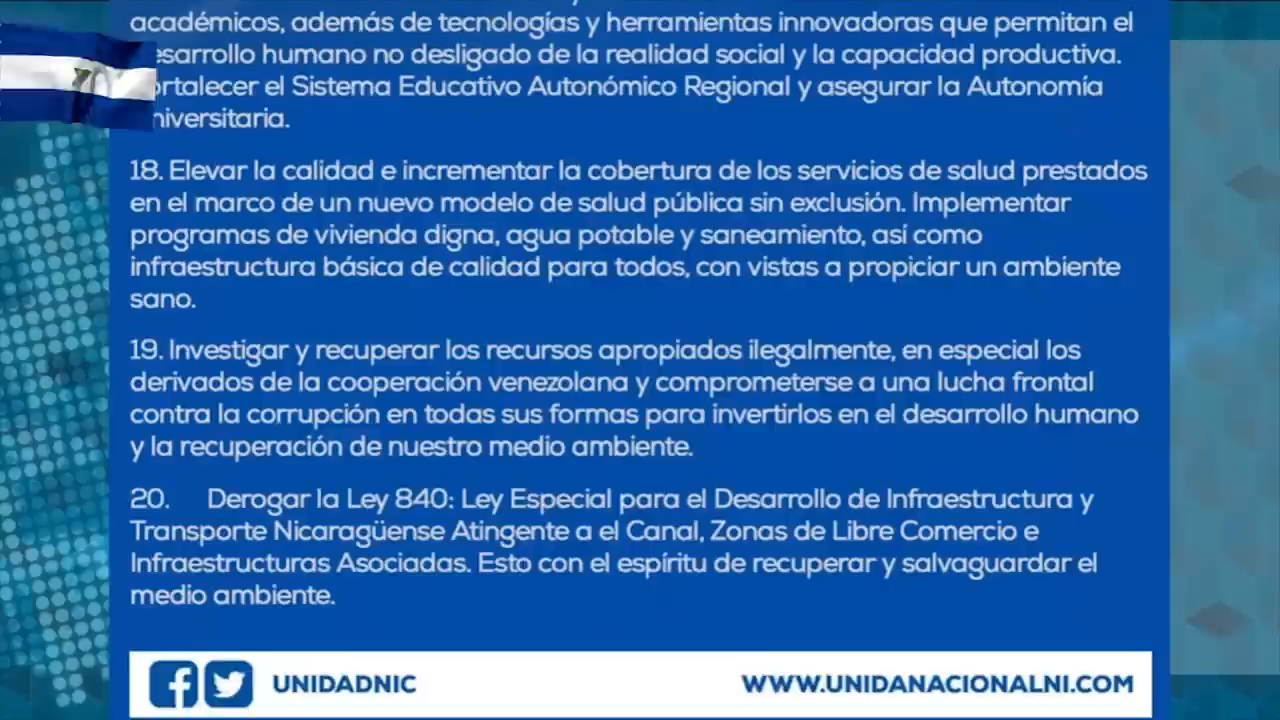 académicos, además de tecnologías y herramientas innovadoras que permitan el
desarrollo humano no desligado de la realidad social y la capacidad productiva.
ortalecer el Sistema Educativo Autonómico Regional y asegurar la Autonomía
niversitaria.
18. Elevar la calidad e incrementar la cobertura de los servicios de salud prestados
en el marco de un nuevo modelo de salud pública sin exclusión. Implementar
programas de vivienda digna, agua potable y saneamiento, así como
infraestructura básica de calidad para todos, con vistas a propiciar un ambiente
sano.
19. Investigar y recuperar los recursos apropiados ilegalmente, en especial los
derivados de la cooperación venezolana y comprometerse a una lucha frontal
contra la corrupción en todas sus formas para invertirlos en el desarrollo humano
y la recuperación de nuestro medio ambiente.
20. Derogar la Ley 840: Ley Especial para el Desarrollo de Infraestructura y
Transporte Nicaragüense Atingente a el Canal, Zonas de Libre Comercio e
Infraestructuras Asociadas. Esto con el espíritu de recuperar y salvaguardar el
medio ambiente.
UNIDADNIC WWW.UNIDANACIONALNI.COM